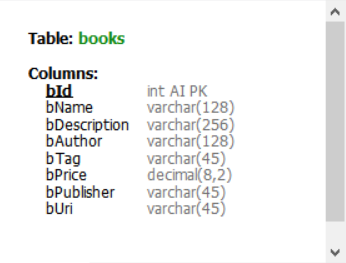 Table: books
Columns:
bId int AI PK
bName varchar(128)
bDescription varchar(256)
bAuthor varchar(128)
bTag varchar(45)
bPrice decimal(8,2)
bPublisher varchar(45)
bUri varchar(45)